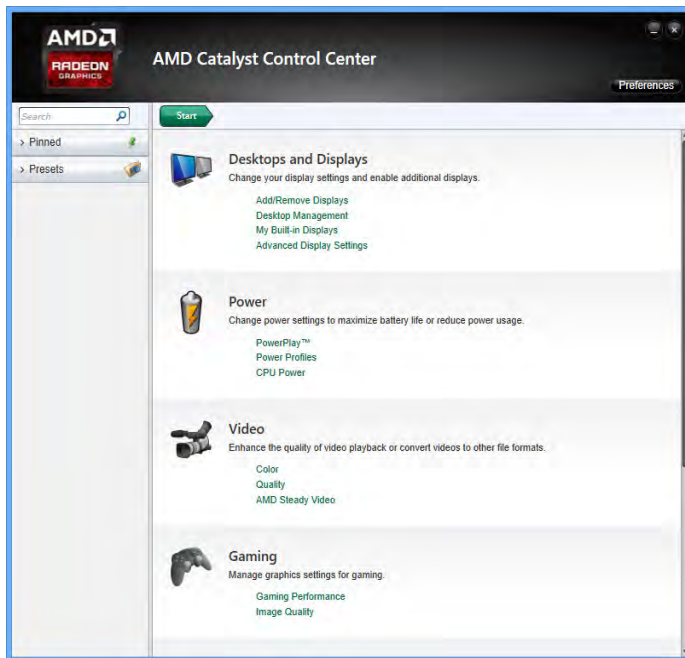 AMD
RADEON
GRAPHICS
AMD Catalyst Control Center
Preferences
Search
Start
> Pinned
> Presets
Desktops and Displays
Change your display settings and enable additional displays.
Add/Remove Displays
Desktop Management
My Built-in Displays
Advanced Display Settings
Power
Change power settings to maximize battery life or reduce power usage.
PowerPlay™
Power Profiles
CPU Power
Video
Enhance the quality of video playback or convert videos to other file formats.
Color
Quality
AMD Steady Video
Gaming
Manage graphics settings for gaming.
Gaming Performance
Image Quality